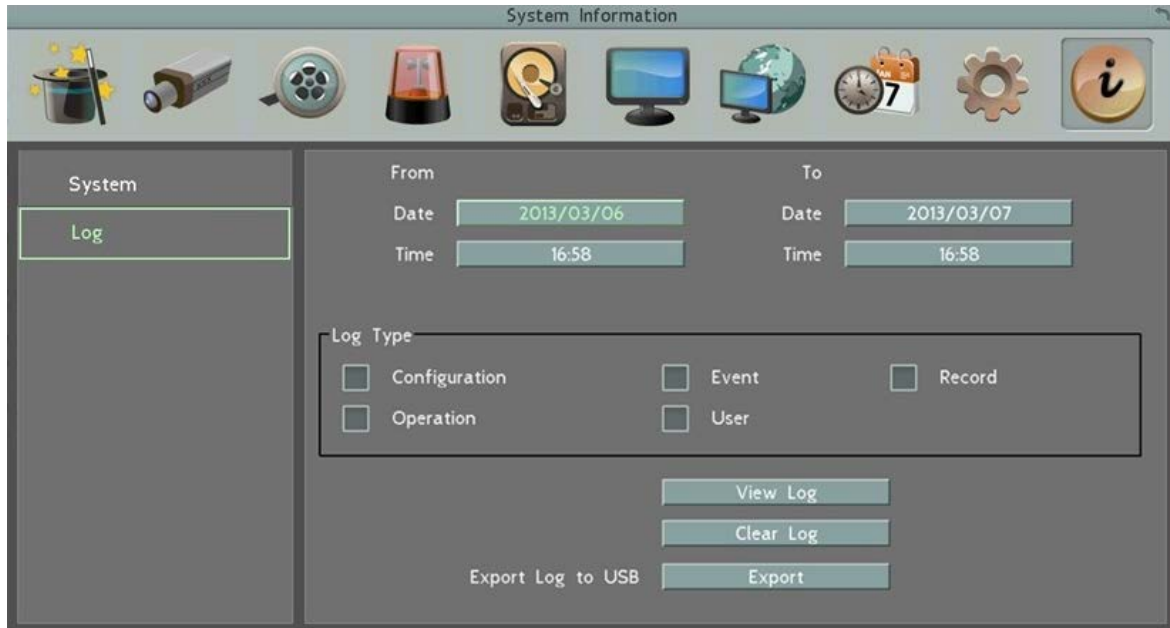 System Information
System
Log
From To
Date 2013/03/06 Date 2013/03/07
Time 16:58 Time 16:58
Log Type
Configuration Event Record
Operation User
View Log
Clear Log
Export Log to USB Export